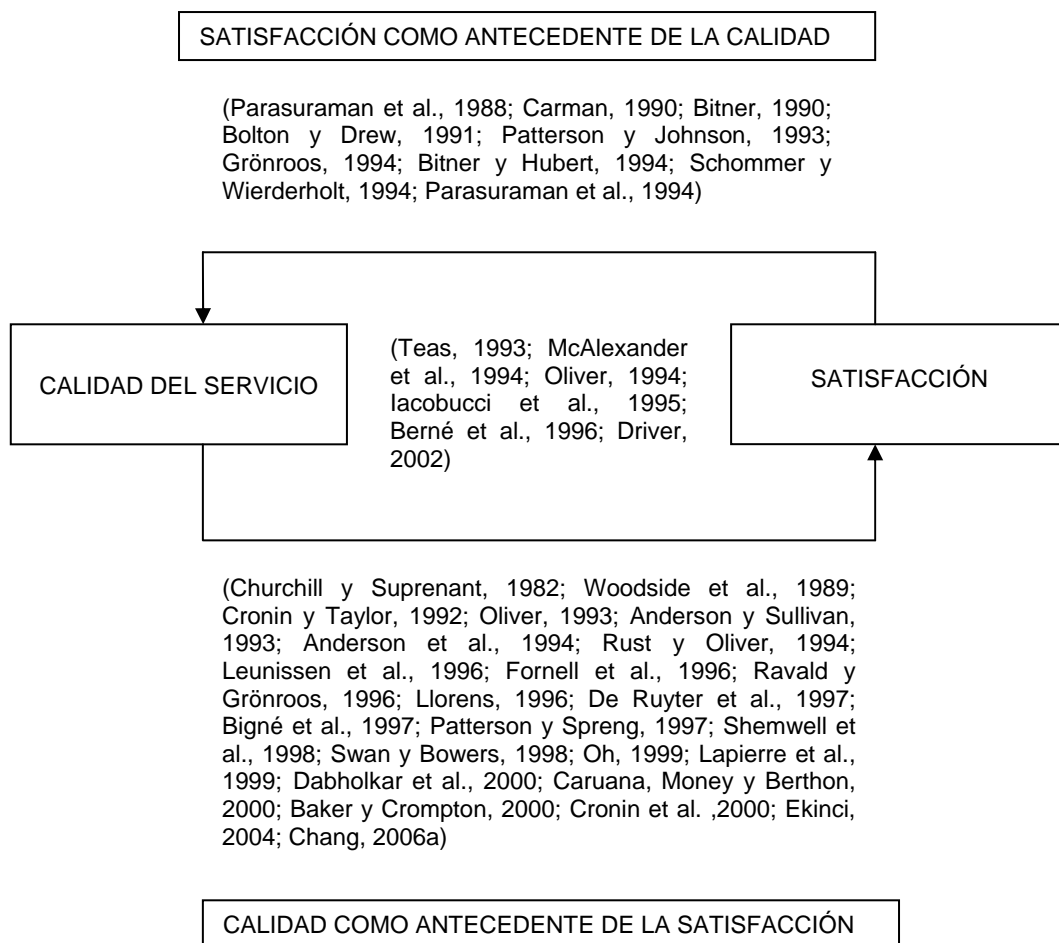 SATISFACCIÓN COMO ANTECEDENTE DE LA CALIDAD
(Parasuraman et al., 1988; Carman, 1990; Bitner, 1990;
Bolton y Drew, 1991; Patterson y Johnson, 1993;
Grönroos, 1994; Bitner y Hubert, 1994; Schommer y
Wierderholt, 1994; Parasuraman et al., 1994)
CALIDAD DEL SERVICIO
(Teas, 1993; McAlexander
et al., 1994; Oliver, 1994;
Iacobucci et al., 1995;
Berné et al., 1996; Driver,
2002)
SATISFACCIÓN
(Churchill y Suprenant, 1982; Woodside et al., 1989;
Cronin y Taylor, 1992; Oliver, 1993; Anderson y Sullivan,
1993; Anderson et al., 1994; Rust y Oliver, 1994;
Leunissen et al., 1996; Fornell et al., 1996; Ravald y
Grönroos, 1996; Llorens, 1996; De Ruyter et al., 1997;
Bigné et al., 1997; Patterson y Spreng, 1997; Shemwell et
al., 1998; Swan y Bowers, 1998; Oh, 1999; Lapierre et al.,
1999; Dabholkar et al., 2000; Caruana, Money y Berthon,
2000; Baker y Crompton, 2000; Cronin et al. ,2000; Ekinci,
2004; Chang, 2006a)
CALIDAD COMO ANTECEDENTE DE LA SATISFACCIÓN